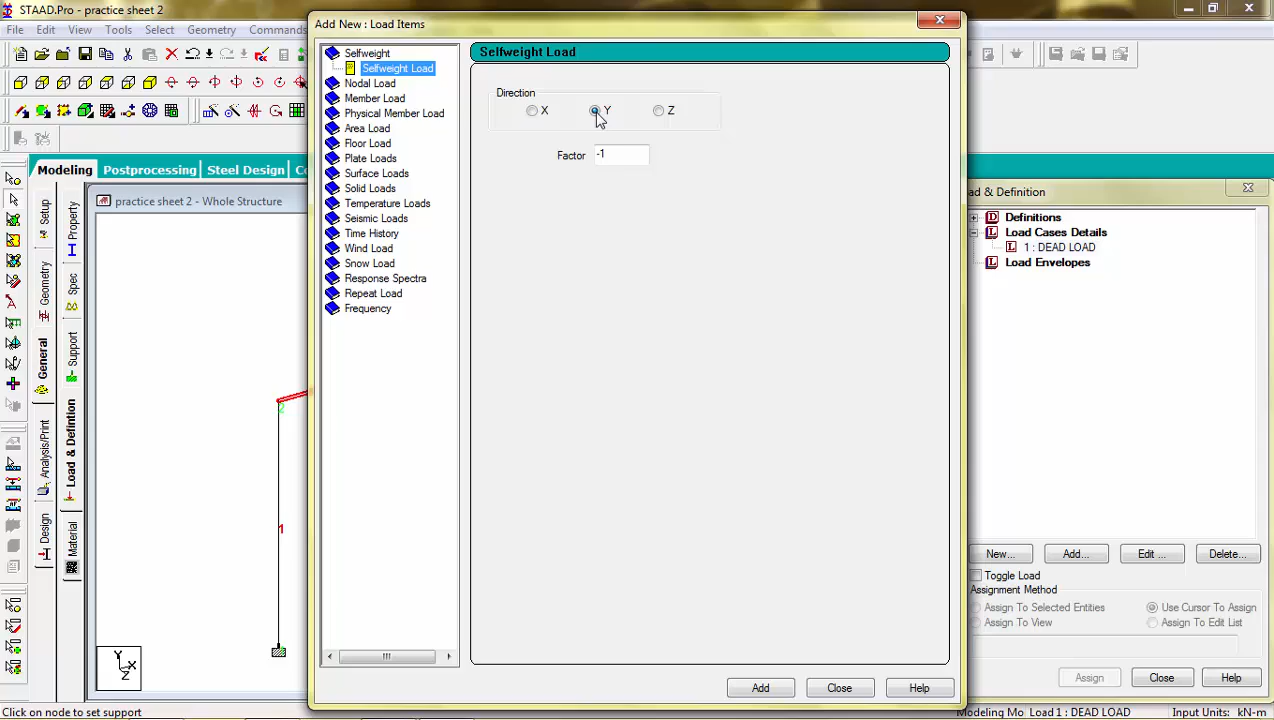 STAAD.Pro - practice sheet 2
File Edit View Tools Select Geometry Commands
Modeling Postprocessing Steel Design
practice sheet 2 - Whole Structure
Setup
Geometry
General
Analysis/Print
Design
Property
Spec
Support
Load & Definition
Material
2
1
Y
X
Z
Click on node to set support
Add New : Load Items
Selfweight
Selfweight Load
Nodal Load
Member Load
Physical Member Load
Area Load
Floor Load
Plate Loads
Surface Loads
Solid Loads
Temperature Loads
Seismic Loads
Time History
Wind Load
Snow Load
Response Spectra
Repeat Load
Frequency
Selfweight Load
Direction
X Y Z
Factor -1
Add Close Help
oad & Definition
D Definitions
L Load Cases Details
L 1 : DEAD LOAD
L Load Envelopes
New... Add... Edit ... Delete...
Toggle Load
Assignment Method
Assign To Selected Entities Use Cursor To Assign
Assign To View Assign To Edit List
Assign Close Help
Modeling Mo Load 1 : DEAD LOAD Input Units: kN-m